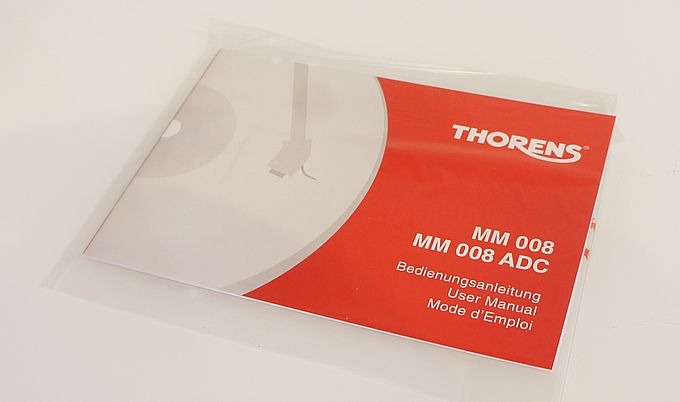 THORENS®
MM 008
MM 008 ADC
Bedienungsanleitung
User Manual
Mode d'Emploi